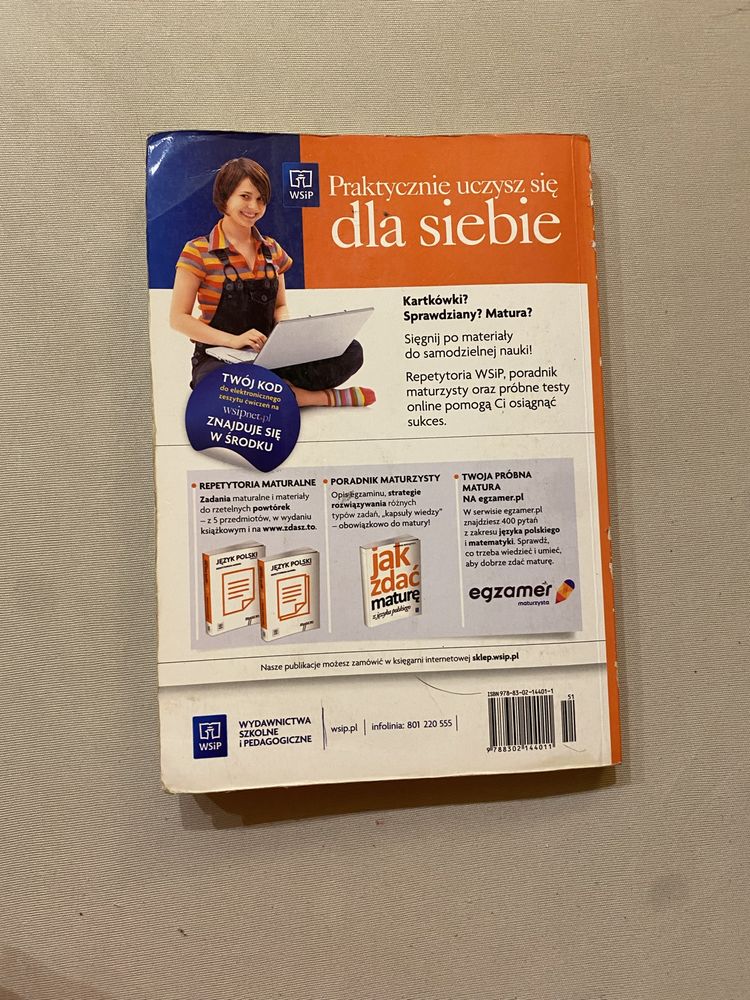 WSiP
Praktycznie uczysz się
dla siebie
Kartkówki?
Sprawdziany? Matura?
Sięgnij po materiały
do samodzielnej nauki!
Repetytoria WSiP, poradnik
maturzysty oraz próbne testy
online pomogą Ci osiągnąć
sukces.
TWÓJ KOD
do elektronicznego
zeszytu ćwiczeń na
wsipnet.pl
ZNAJDUJE SIĘ
W ŚRODKU
REPETYTORIA MATURALNE
Zadania maturalne i materiały
do rzetelnych powtórek
– z 5 przedmiotów, w wydaniu
książkowym i na www.zdasz.to.
JĘZYK POLSKI
JĘZYK POLSKI
PORADNIK MATURZYSTY
Opis egzaminu, strategie
rozwiązywania różnych
typów zadań, „kapsuły wiedzy”
– obowiązkowo do matury!
jak
zdać
maturę
z języka polskiego
TWOJA PRÓBNA
MATURA
NA egzamer.pl
W serwisie egzamer.pl
znajdziesz 400 pytań
z zakresu języka polskiego
i matematyki. Sprawdź,
co trzeba wiedzieć i umieć,
aby dobrze zdać maturę.
egzamer
maturzysta
Nasze publikacje możesz zamówić w księgarni internetowej sklep.wsip.pl
WSiP
WYDAWNICTWA
SZKOLNE
i PEDAGOGICZNE
wsip.pl
infolinia: 801 220 555
ISBN 978-83-02-14401-1
51
9 788302 144011